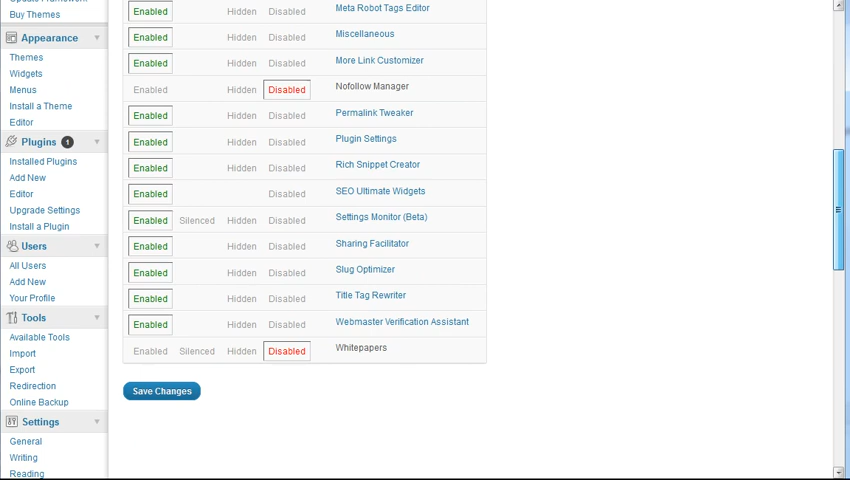 Buy Themes
Appearance
Themes
Widgets
Menus
Install a Theme
Editor
Plugins 1
Installed Plugins
Add New
Editor
Upgrade Settings
Install a Plugin
Users
All Users
Add New
Your Profile
Tools
Available Tools
Import
Export
Redirection
Online Backup
Settings
General
Writing
Reading
Enabled Hidden Disabled Meta Robot Tags Editor
Enabled Hidden Disabled Miscellaneous
Enabled Hidden Disabled More Link Customizer
Enabled Hidden Disabled Nofollow Manager
Enabled Hidden Disabled Permalink Tweaker
Enabled Hidden Disabled Plugin Settings
Enabled Hidden Disabled Rich Snippet Creator
Enabled Disabled SEO Ultimate Widgets
Enabled Silenced Hidden Disabled Settings Monitor (Beta)
Enabled Hidden Disabled Sharing Facilitator
Enabled Hidden Disabled Slug Optimizer
Enabled Hidden Disabled Title Tag Rewriter
Enabled Hidden Disabled Webmaster Verification Assistant
Enabled Silenced Hidden Disabled Whitepapers
Save Changes